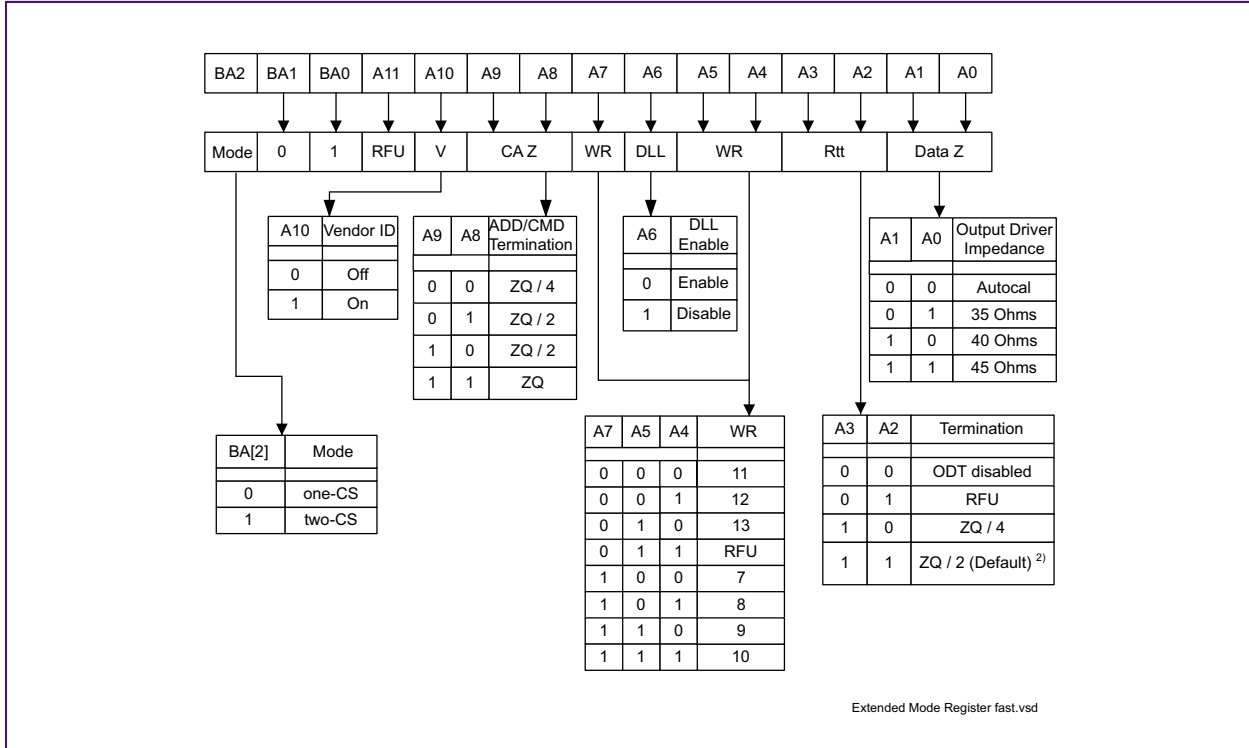 BA2 BA1 BA0 A11 A10 A9 A8 A7 A6 A5 A4 A3 A2 A1 A0
Mode 0 1 RFU V CA Z WR DLL WR Rtt Data Z
A10 Vendor ID
0 Off
1 On
A9 A8 ADD/CMD
Termination
0 0 ZQ / 4
0 1 ZQ / 2
1 0 ZQ / 2
1 1 ZQ
A6 DLL
Enable
0 Enable
1 Disable
A1 A0 Output Driver
Impedance
0 0 Autocal
0 1 35 Ohms
1 0 40 Ohms
1 1 45 Ohms
BA[2] Mode
0 one-CS
1 two-CS
A7 A5 A4 WR
0 0 0 11
0 0 1 12
0 1 0 13
0 1 1 RFU
1 0 0 7
1 0 1 8
1 1 0 9
1 1 1 10
A3 A2 Termination
0 0 ODT disabled
0 1 RFU
1 0 ZQ / 4
1 1 ZQ / 2 (Default) 2)
Extended Mode Register fast.vsd